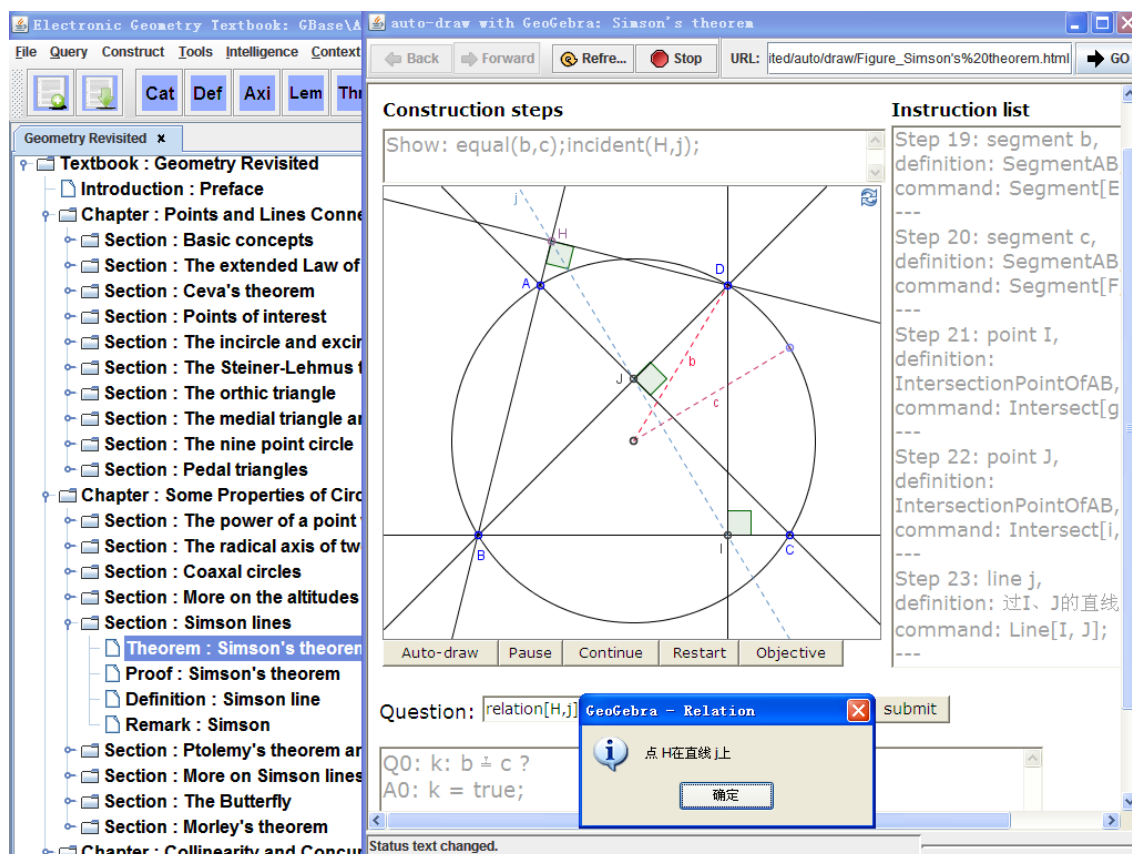 Electronic Geometry Textbook: GBase\A
File Query Construct Tools Intelligence Context
Cat Def Axi Lem Thr
Geometry Revisited x
Textbook : Geometry Revisited
Introduction : Preface
Chapter : Points and Lines Conne
Section : Basic concepts
Section : The extended Law of
Section : Ceva's theorem
Section : Points of interest
Section : The incircle and excir
Section : The Steiner-Lehmus t
Section : The orthic triangle
Section : The medial triangle an
Section : The nine point circle
Section : Pedal triangles
Chapter : Some Properties of Circ
Section : The power of a point
Section : The radical axis of tw
Section : Coaxal circles
Section : More on the altitudes
Section : Simson lines
Theorem : Simson's theorem
Proof : Simson's theorem
Definition : Simson line
Remark : Simson
Section : Ptolemy's theorem an
Section : More on Simson lines
Section : The Butterfly
Section : Morley's theorem
Chapter : Collinearity and Concur
auto-draw with GeoGebra: Simson's theorem
Back Forward Refre... Stop URL: ited/auto/draw/Figure_Simson's%20theorem.html GO
Construction steps
Show: equal(b,c);incident(H,j);
j
H
A
D
b
J
c
B
I
C
Auto-draw Pause Continue Restart Objective
Question: relation[H,j] submit
Q0: k: b ≟ c ?
A0: k = true;
Instruction list
Step 19: segment b,
definition: SegmentAB,
command: Segment[E
---
Step 20: segment c,
definition: SegmentAB,
command: Segment[F,
---
Step 21: point I,
definition:
IntersectionPointOfAB,
command: Intersect[g
---
Step 22: point J,
definition:
IntersectionPointOfAB,
command: Intersect[i,
---
Step 23: line j,
definition: 过I、J的直线
command: Line[I, J];
---
GeoGebra - Relation
点 H在直线 j上
确定
Status text changed.